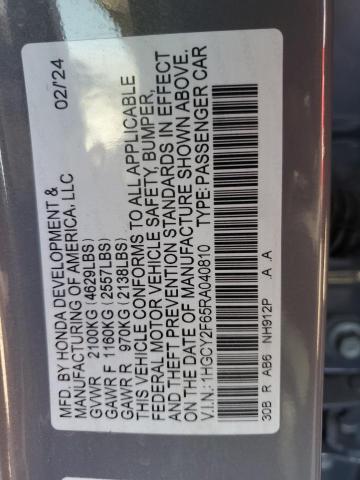 MFD. BY HONDA DEVELOPMENT & 02/'24
MANUFACTURING OF AMERICA, LLC
GVWR 2100KG (4629LBS)
GAWR F 1160KG (2557LBS)
GAWR R 970KG (2138LBS)
THIS VEHICLE CONFORMS TO ALL APPLICABLE
FEDERAL MOTOR VEHICLE SAFETY, BUMPER,
AND THEFT PREVENTION STANDARDS IN EFFECT
ON THE DATE OF MANUFACTURE SHOWN ABOVE.
V.I.N.: 1HGCY2F65RA040810 TYPE: PASSENGER CAR
30B R AB6 NH912P .A .A